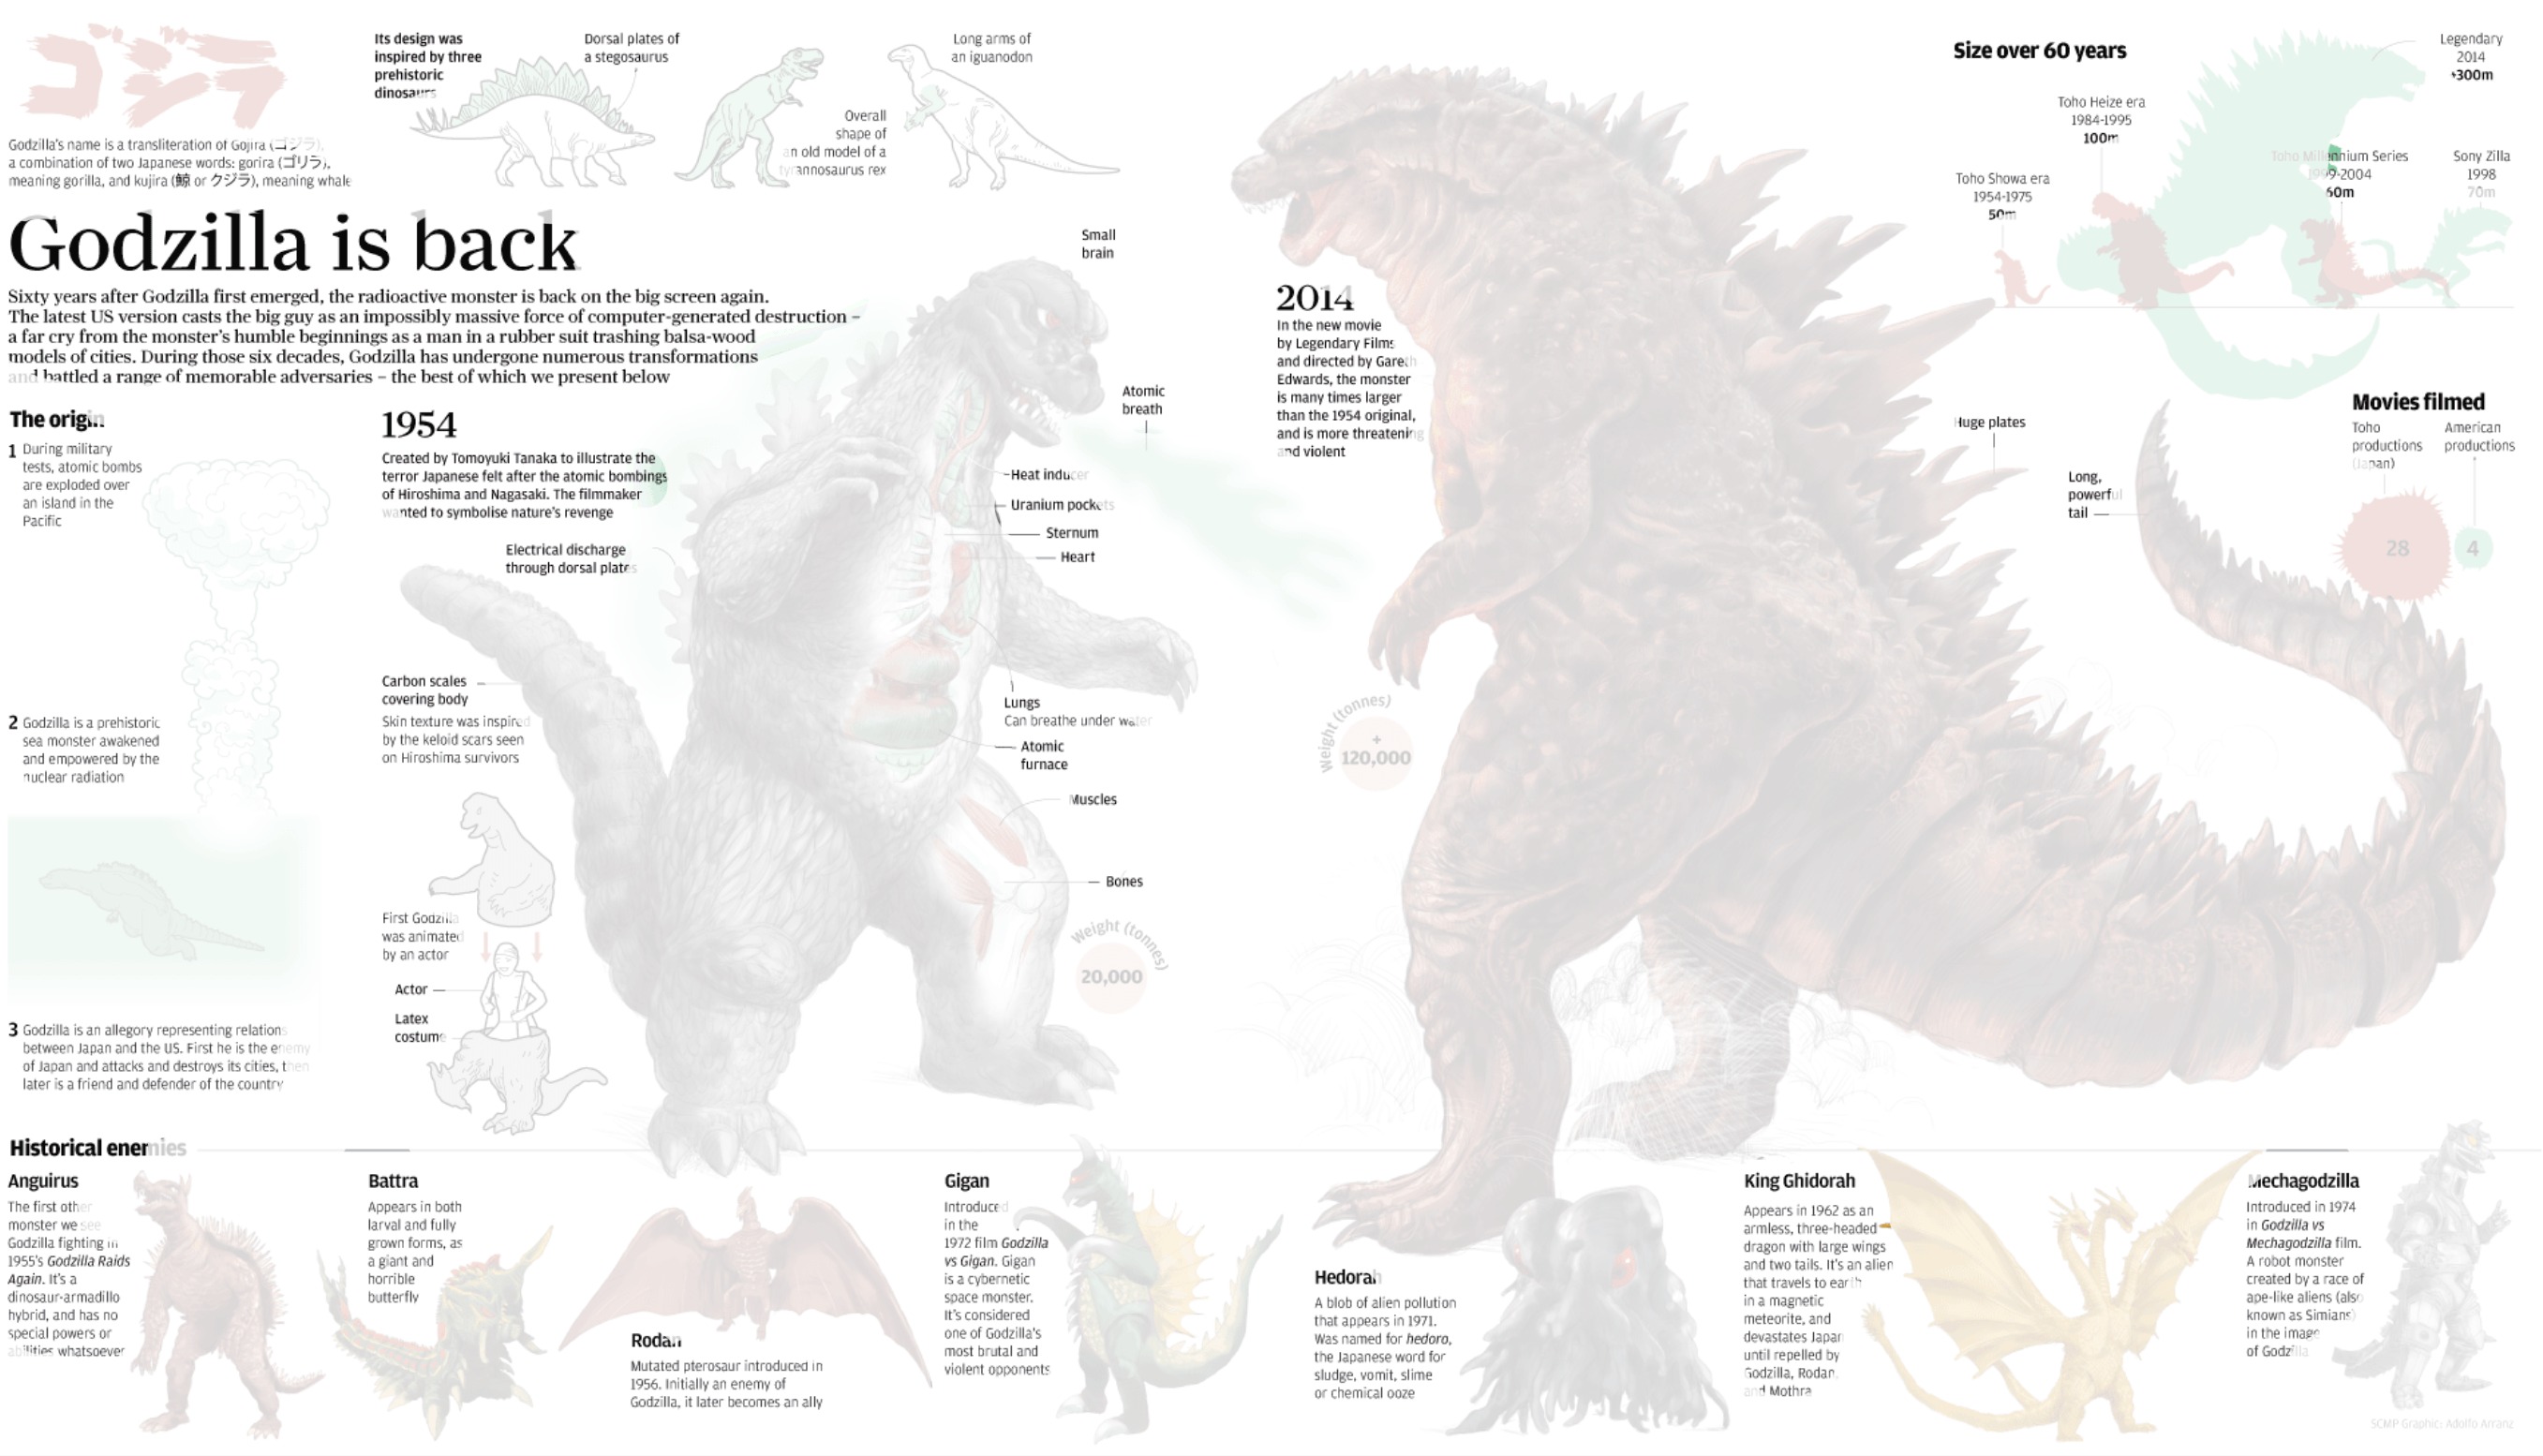 ゴジラ
Godzilla's name is a transliteration of Gojira (ゴジラ),
a combination of two Japanese words: gorira (ゴリラ),
meaning gorilla, and kujira (鯨 or クジラ), meaning whale
Its design was
inspired by three
prehistoric
dinosaurs
Dorsal plates of
a stegosaurus
Overall
shape of
an old model of a
tyrannosaurus rex
Long arms of
an iguanodon
Godzilla is back
Sixty years after Godzilla first emerged, the radioactive monster is back on the big screen again.
The latest US version casts the big guy as an impossibly massive force of computer-generated destruction –
a far cry from the monster's humble beginnings as a man in a rubber suit trashing balsa-wood
models of cities. During those six decades, Godzilla has undergone numerous transformations
and battled a range of memorable adversaries – the best of which we present below
The origin
1 During military
tests, atomic bombs
are exploded over
an island in the
Pacific
2 Godzilla is a prehistoric
sea monster awakened
and empowered by the
nuclear radiation
3 Godzilla is an allegory representing relations
between Japan and the US. First he is the enemy
of Japan and attacks and destroys its cities, then
later is a friend and defender of the country
1954
Created by Tomoyuki Tanaka to illustrate the
terror Japanese felt after the atomic bombings
of Hiroshima and Nagasaki. The filmmaker
wanted to symbolise nature's revenge
Electrical discharge
through dorsal plates
Carbon scales
covering body
Skin texture was inspired
by the keloid scars seen
on Hiroshima survivors
First Godzilla
was animated
by an actor
Actor
Latex
costume
Small
brain
Atomic
breath
Heat inducer
Uranium pockets
Sternum
Heart
Lungs
Can breathe under water
Atomic
furnace
Muscles
Bones
Weight (tonnes)
20,000
2014
In the new movie
by Legendary Films
and directed by Gareth
Edwards, the monster
is many times larger
than the 1954 original,
and is more threatening
and violent
Weight (tonnes)
+
120,000
Huge plates
Long,
powerful
tail
Size over 60 years
Toho Showa era
1954-1975
50m
Toho Heize era
1984-1995
100m
Toho Millennium Series
1999-2004
60m
Sony Zilla
1998
70m
Legendary
2014
+300m
Movies filmed
Toho
productions
(Japan)
American
productions
28
4
Historical enemies
Anguirus
The first other
monster we see
Godzilla fighting in
1955's Godzilla Raids
Again. It's a
dinosaur-armadillo
hybrid, and has no
special powers or
abilities whatsoever
Battra
Appears in both
larval and fully
grown forms, as
a giant and
horrible
butterfly
Rodan
Mutated pterosaur introduced in
1956. Initially an enemy of
Godzilla, it later becomes an ally
Gigan
Introduced
in the
1972 film Godzilla
vs Gigan. Gigan
is a cybernetic
space monster.
It's considered
one of Godzilla's
most brutal and
violent opponents
Hedorah
A blob of alien pollution
that appears in 1971.
Was named for hedoro,
the Japanese word for
sludge, vomit, slime
or chemical ooze
King Ghidorah
Appears in 1962 as an
armless, three-headed
dragon with large wings
and two tails. It's an alien
that travels to earth
in a magnetic
meteorite, and
devastates Japan
until repelled by
Godzilla, Rodan,
and Mothra
Mechagodzilla
Introduced in 1974
in Godzilla vs
Mechagodzilla film.
A robot monster
created by a race of
ape-like aliens (also
known as Simians)
in the image
of Godzilla
SCMP Graphic: Adolfo Arranz